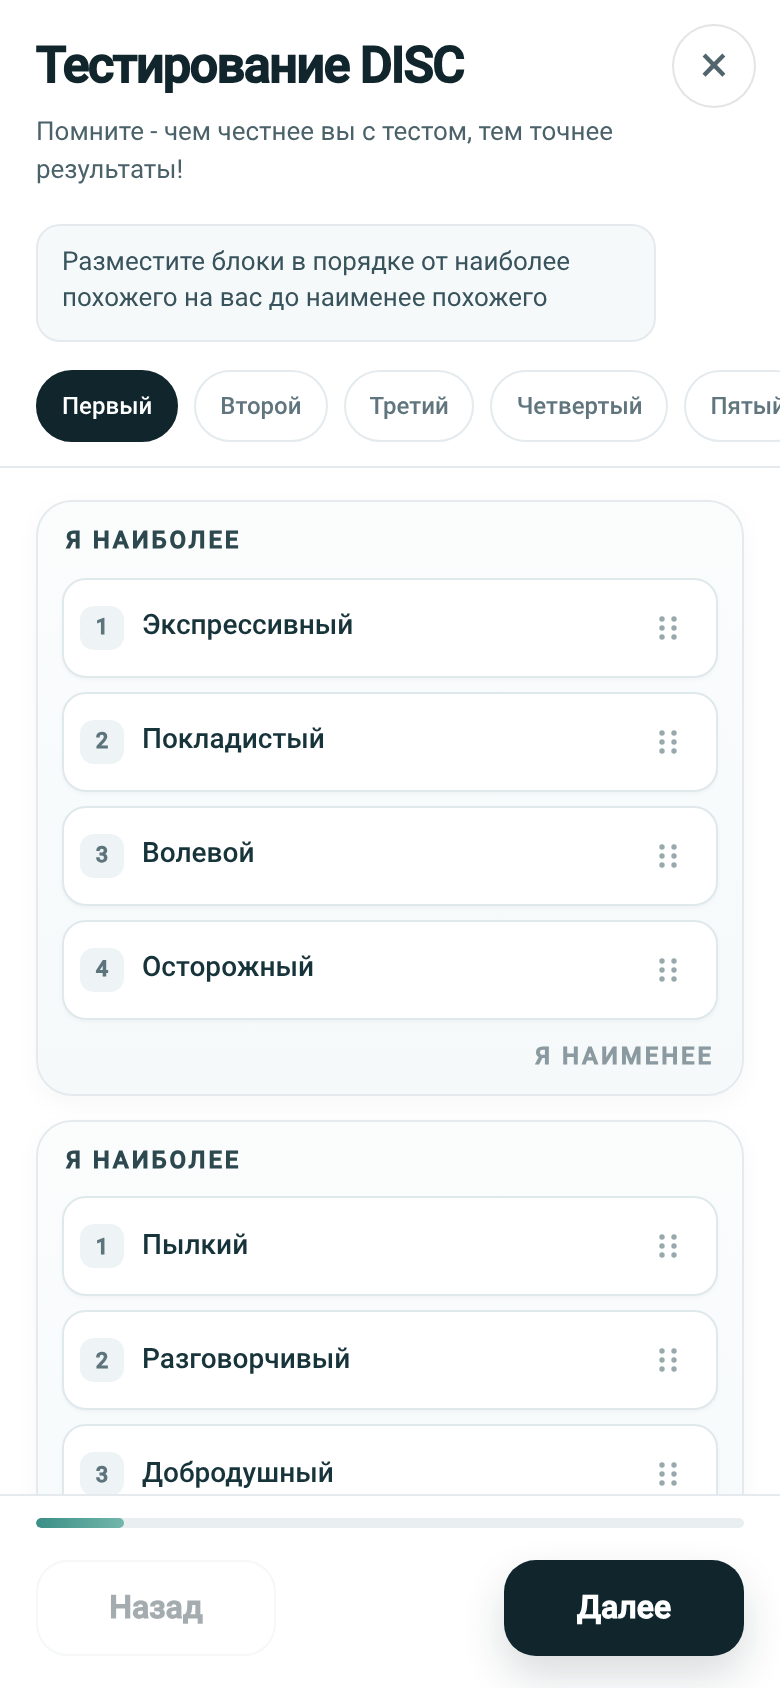 Тестирование DISC
Помните - чем честнее вы с тестом, тем точнее
результаты!
Разместите блоки в порядке от наиболее
похожего на вас до наименее похожего
Первый
Второй
Третий
Четвертый
Пятый
Я НАИБОЛЕЕ
1 Экспрессивный
2 Покладистый
3 Волевой
4 Осторожный
Я НАИМЕНЕЕ
Я НАИБОЛЕЕ
1 Пылкий
2 Разговорчивый
3 Добродушный
Назад
Далее